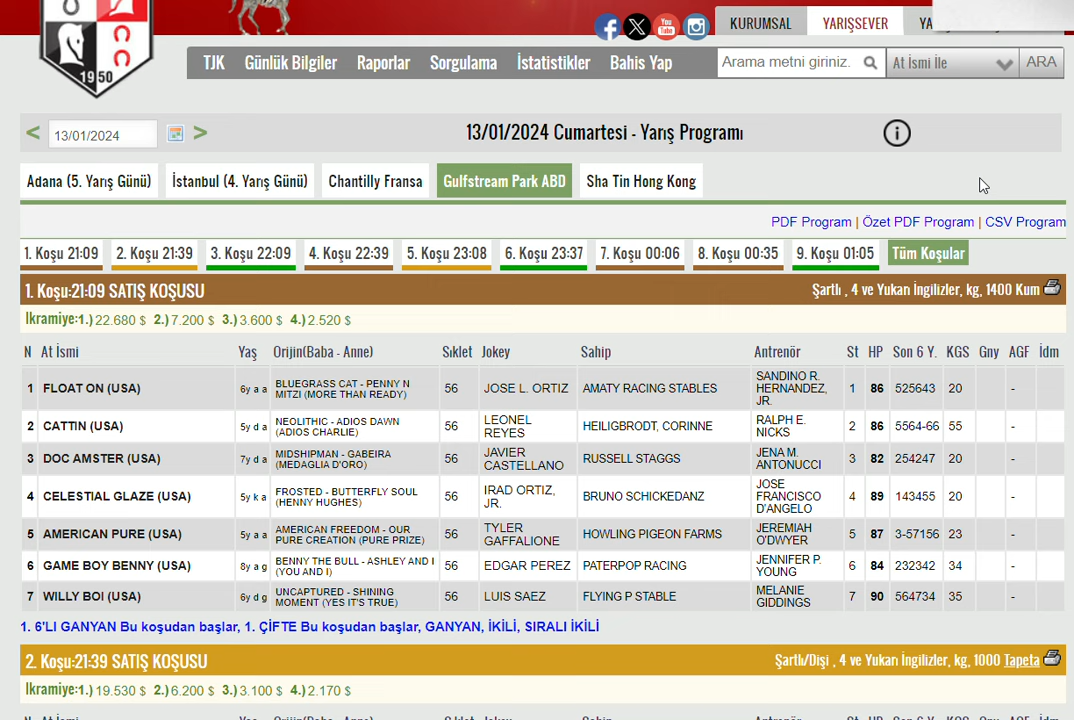 C
C
1950
You
Tube
KURUMSAL YARIŞSEVER YA
TJK Günlük Bilgiler Raporlar Sorgulama İstatistikler Bahis Yap Arama metni giriniz. At İsmi İle ARA
< 13/01/2024 > 13/01/2024 Cumartesi - Yarış Programı i
Adana (5. Yarış Günü) İstanbul (4. Yarış Günü) Chantilly Fransa Gulfstream Park ABD Sha Tin Hong Kong
PDF Program | Özet PDF Program | CSV Program
1. Koşu 21:09 2. Koşu 21:39 3. Koşu 22:09 4. Koşu 22:39 5. Koşu 23:08 6. Koşu 23:37 7. Koşu 00:06 8. Koşu 00:35 9. Koşu 01:05 Tüm Koşular
1. Koşu:21:09 SATIŞ KOŞUSU Şartlı , 4 ve Yukarı İngilizler, kg, 1400 Kum
İkramiye:1.) 22.680 $ 2.) 7.200 $ 3.) 3.600 $ 4.) 2.520 $
N At İsmi Yaş Orijin(Baba - Anne) Sıklet Jokey Sahip Antrenör St HP Son 6 Y. KGS Gny AGF İdm
1 FLOAT ON (USA) 6y a a BLUEGRASS CAT - PENNY N MITZI (MORE THAN READY) 56 JOSE L. ORTIZ AMATY RACING STABLES SANDINO R. HERNANDEZ, JR. 1 86 525643 20 -
2 CATTIN (USA) 5y d a NEOLITHIC - ADIOS DAWN (ADIOS CHARLIE) 56 LEONEL REYES HEILIGBRODT, CORINNE RALPH E. NICKS 2 86 5564-66 55 -
3 DOC AMSTER (USA) 7y d a MIDSHIPMAN - GABEIRA (MEDAGLIA D'ORO) 56 JAVIER CASTELLANO RUSSELL STAGGS JENA M. ANTONUCCI 3 82 254247 20 -
4 CELESTIAL GLAZE (USA) 5y k a FROSTED - BUTTERFLY SOUL (HENNY HUGHES) 56 IRAD ORTIZ, JR. BRUNO SCHICKEDANZ JOSE FRANCISCO D'ANGELO 4 89 143455 20 -
5 AMERICAN PURE (USA) 5y a a AMERICAN FREEDOM - OUR PURE CREATION (PURE PRIZE) 56 TYLER GAFFALIONE HOWLING PIGEON FARMS JEREMIAH O'DWYER 5 87 3-57156 23 -
6 GAME BOY BENNY (USA) 8y a g BENNY THE BULL - ASHLEY AND I (YOU AND I) 56 EDGAR PEREZ PATERPOP RACING JENNIFER P. YOUNG 6 84 232342 34 -
7 WILLY BOI (USA) 6y d g UNCAPTURED - SHINING MOMENT (YES IT'S TRUE) 56 LUIS SAEZ FLYING P STABLE MELANIE GIDDINGS 7 90 564734 35 -
1. 6'LI GANYAN Bu koşudan başlar, 1. ÇİFTE Bu koşudan başlar, GANYAN, İKİLİ, SIRALI İKİLİ
2. Koşu:21:39 SATIŞ KOŞUSU Şartlı/Dişi , 4 ve Yukarı İngilizler, kg, 1000 Tapeta
İkramiye:1.) 19.530 $ 2.) 6.200 $ 3.) 3.100 $ 4.) 2.170 $